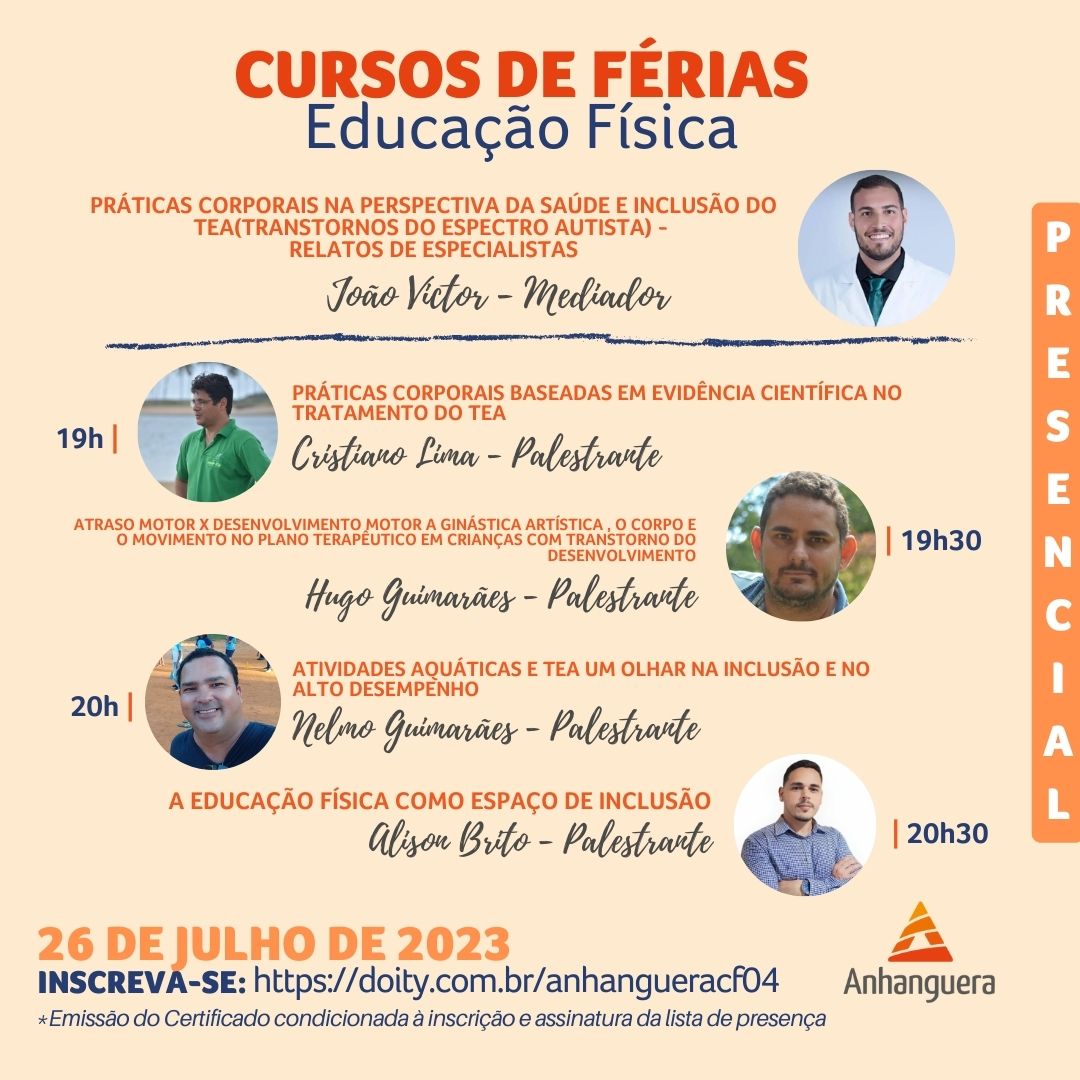 CURSOS DE FÉRIAS
Educação Física
PRÁTICAS CORPORAIS NA PERSPECTIVA DA SAÚDE E INCLUSÃO DO
TEA(TRANSTORNOS DO ESPECTRO AUTISTA) -
RELATOS DE ESPECIALISTAS
João Victor - Mediador
PRESENCIAL
19h |
PRÁTICAS CORPORAIS BASEADAS EM EVIDÊNCIA CIENTÍFICA NO
TRATAMENTO DO TEA
Cristiano Lima - Palestrante
ATRASO MOTOR X DESENVOLVIMENTO MOTOR A GINÁSTICA ARTÍSTICA , O CORPO E
O MOVIMENTO NO PLANO TERAPÊUTICO EM CRIANÇAS COM TRANSTORNO DO
DESENVOLVIMENTO
Hugo Guimarães - Palestrante
| 19h30
20h |
ATIVIDADES AQUÁTICAS E TEA UM OLHAR NA INCLUSÃO E NO
ALTO DESEMPENHO
Nelmo Guimarães - Palestrante
A EDUCAÇÃO FÍSICA COMO ESPAÇO DE INCLUSÃO
Alison Brito - Palestrante
| 20h30
26 DE JULHO DE 2023
INSCREVA-SE: https://doity.com.br/anhangueracf04
*Emissão do Certificado condicionada à inscrição e assinatura da lista de presença
Anhanguera